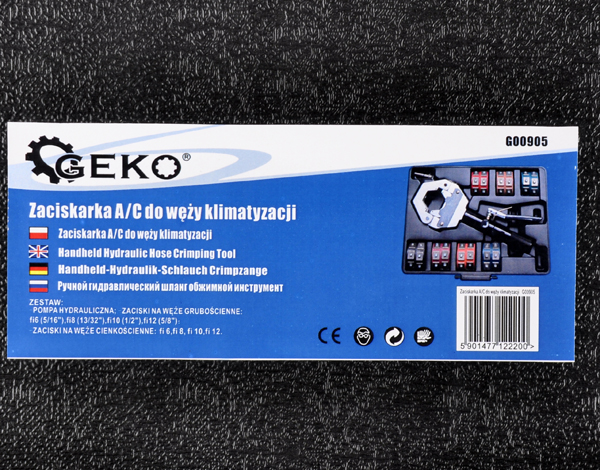 GEKO®
G00905
Zaciskarka A/C do węży klimatyzacji
Zaciskarka A/C do węży klimatyzacji
Handheld Hydraulic Hose Crimping Tool
Handheld-Hydraulik-Schlauch Crimpzange
Ручной гидравлический шланг обжимной инструмент
ZESTAW:
POMPA HYDRAULICZNA; ZACISKI NA WĘŻE GRUBOŚCIENNE:
fi6 (5/16"),fi8 (13/32"),fi10 (1/2"),fi12 (5/8")
ZACISKI NA WĘŻE CIENKOŚCIENNE: fi 6,fi 8, fi 10,fi 12.
CE
Zaciskarka A/C do węży klimatyzacji G00905
5901477122200>